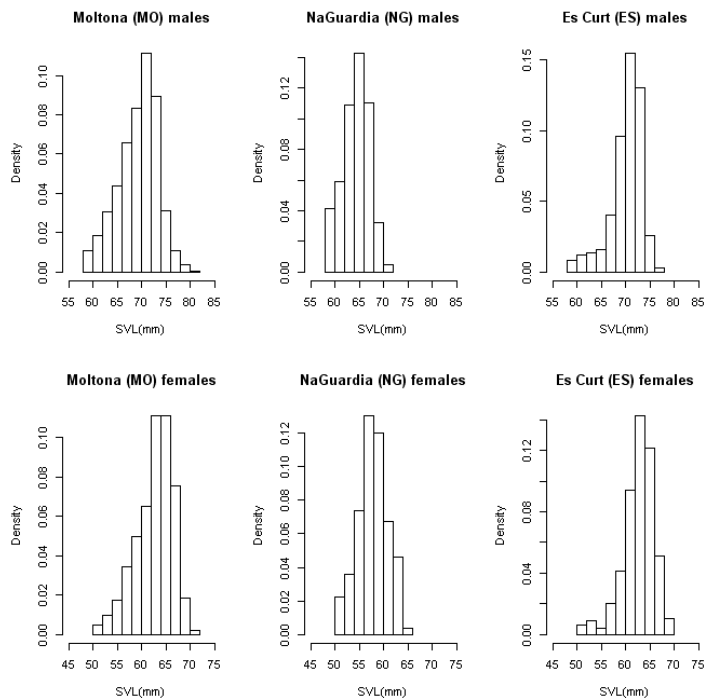 Moltona (MO) males
NaGuardia (NG) males
Es Curt (ES) males
Density
0.00 0.02 0.04 0.06 0.08 0.10
55 60 65 70 75 80 85
SVL(mm)
Density
0.00 0.04 0.08 0.12
55 60 65 70 75 80 85
SVL(mm)
Density
0.00 0.05 0.10 0.15
55 60 65 70 75 80 85
SVL(mm)
Moltona (MO) females
NaGuardia (NG) females
Es Curt (ES) females
Density
0.00 0.02 0.04 0.06 0.08 0.10
45 50 55 60 65 70 75
SVL(mm)
Density
0.00 0.02 0.04 0.06 0.08 0.10 0.12
45 50 55 60 65 70 75
SVL(mm)
Density
0.00 0.04 0.08 0.12
45 50 55 60 65 70 75
SVL(mm)